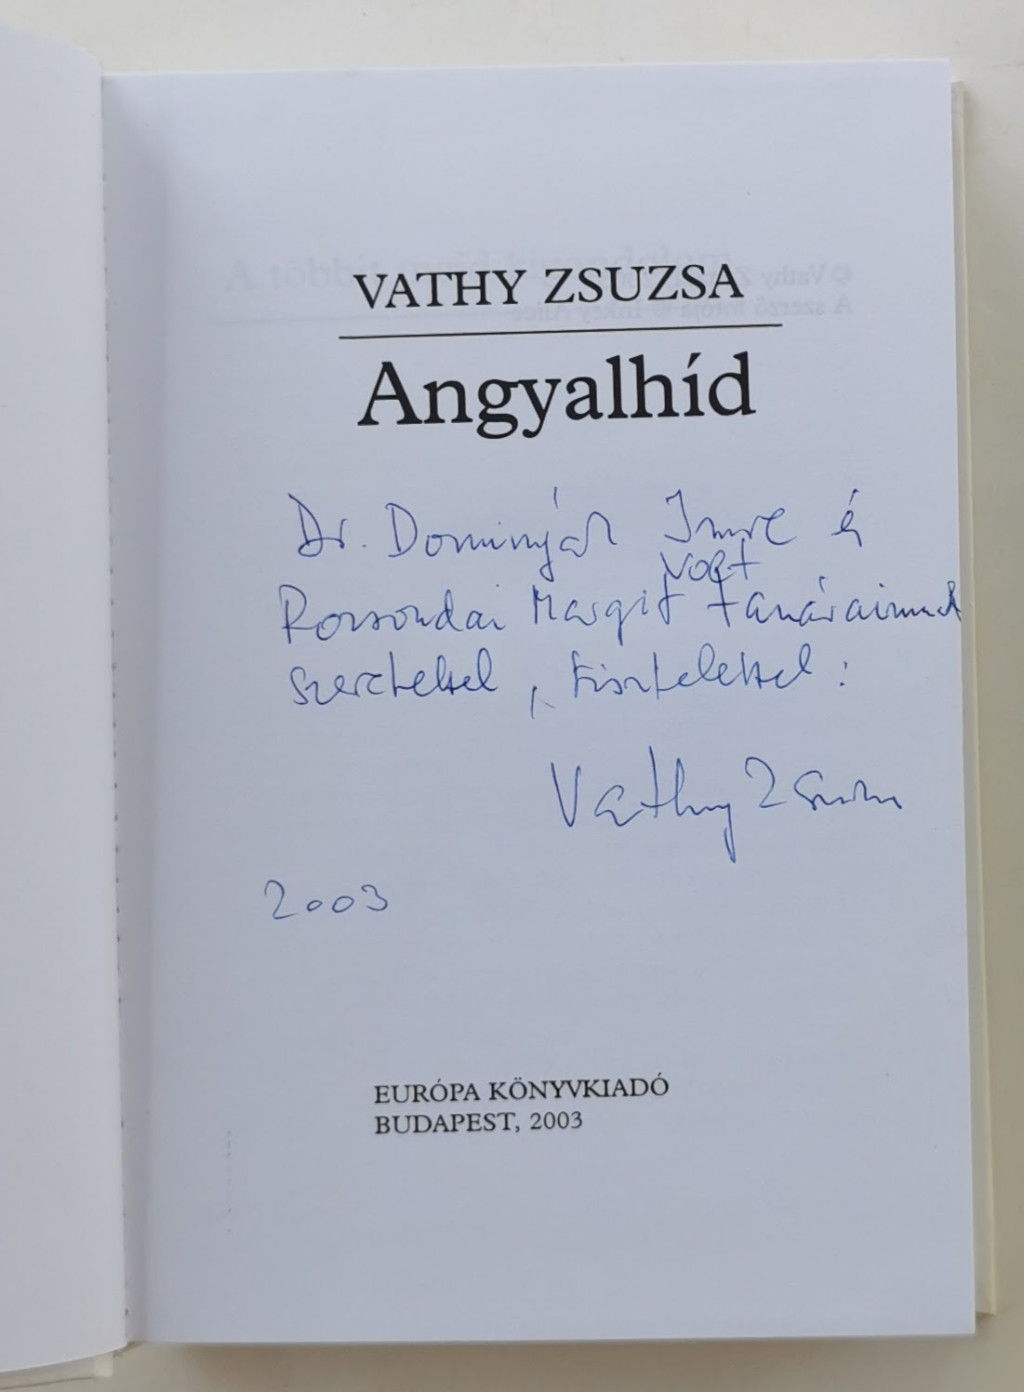 VATHY ZSUZSA
Angyalhíd
Dr. Dominyák Imre és
volt
Rozsondai Margit tanáraimnak
szeretettel, tisztelettel:
Vathy Zsuzsa
2003
EURÓPA KÖNYVKIADÓ
BUDAPEST, 2003